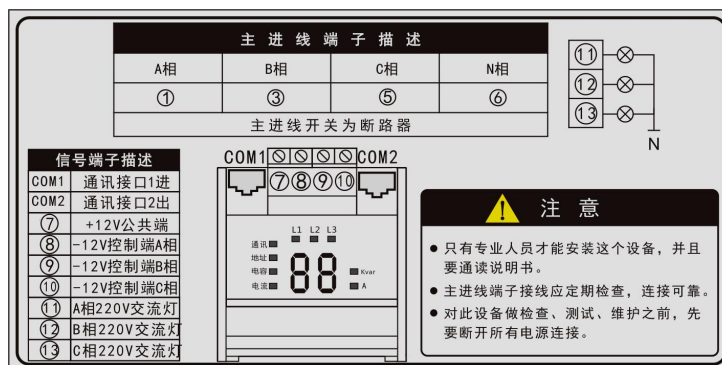 主进线端子描述
A相 B相 C相 N相
① ③ ⑤ ⑥
主进线开关为断路器
⑪
⑫
⑬
N
信号端子描述
COM1 通讯接口1进
COM2 通讯接口2出
⑦ +12V公共端
⑧ -12V控制端A相
⑨ -12V控制端B相
⑩ -12V控制端C相
⑪ A相220V交流灯
⑫ B相220V交流灯
⑬ C相220V交流灯
COM1 COM2
⑦⑧⑨⑩
L1 L2 L3
通讯
地址
电容
电流
88
Kvar
A
注意
● 只有专业人员才能安装这个设备，并且
要通读说明书。
● 主进线端子接线应定期检查，连接可靠。
● 对此设备做检查、测试、维护之前，先
要断开所有电源连接。